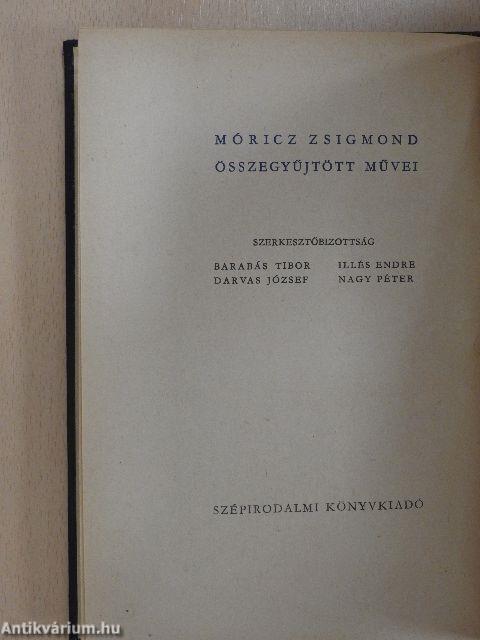 MÓRICZ ZSIGMOND
ÖSSZEGYŰJTÖTT MŰVEI
SZERKESZTŐBIZOTTSÁG
BARABÁS TIBOR ILLÉS ENDRE
DARVAS JÓZSEF NAGY PÉTER
SZÉPIRODALMI KÖNYVKIADÓ
Antikvárium.hu